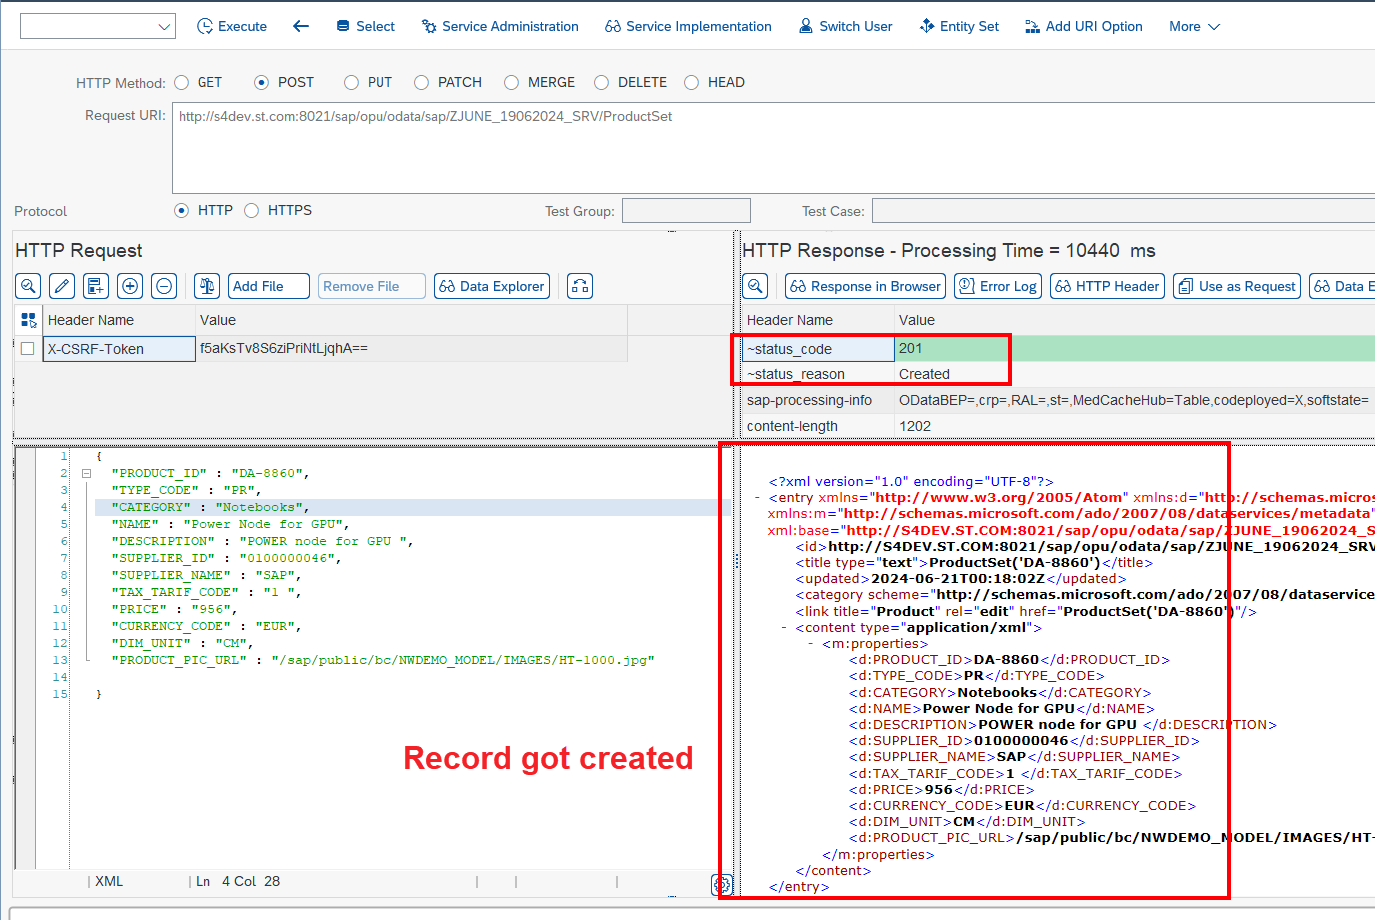 Execute Select Service Administration Service Implementation Switch User Entity Set Add URI Option More
HTTP Method: GET POST PUT PATCH MERGE DELETE HEAD
Request URI: http://s4dev.st.com:8021/sap/opu/odata/sap/ZJUNE_19062024_SRV/ProductSet
Protocol HTTP HTTPS Test Group: Test Case:
HTTP Request
Add File Remove File Data Explorer
Header Name Value
X-CSRF-Token f5aKsTv8S6ziPriNtLjqhA==
1 {
2 "PRODUCT_ID" : "DA-8860",
3 "TYPE_CODE" : "PR",
4 "CATEGORY" : "Notebooks",
5 "NAME" : "Power Node for GPU",
6 "DESCRIPTION" : "POWER node for GPU ",
7 "SUPPLIER_ID" : "0100000046",
8 "SUPPLIER_NAME" : "SAP",
9 "TAX_TARIF_CODE" : "1 ",
10 "PRICE" : "956",
11 "CURRENCY_CODE" : "EUR",
12 "DIM_UNIT" : "CM",
13 "PRODUCT_PIC_URL" : "/sap/public/bc/NWDEMO_MODEL/IMAGES/HT-1000.jpg"
14
15 }
Record got created
XML Ln 4 Col 28
HTTP Response - Processing Time = 10440 ms
Response in Browser Error Log HTTP Header Use as Request Data E
Header Name Value
~status_code 201
~status_reason Created
sap-processing-info ODataBEP=,crp=,RAL=,st=,MedCacheHub=Table,codeployed=X,softstate=
content-length 1202
<?xml version="1.0" encoding="UTF-8"?>
- <entry xmlns="http://www.w3.org/2005/Atom" xmlns:d="http://schemas.micros
xmlns:m="http://schemas.microsoft.com/ado/2007/08/dataservices/metadata"
xml:base="http://S4DEV.ST.COM:8021/sap/opu/odata/sap/ZJUNE_19062024_S
<id>http://S4DEV.ST.COM:8021/sap/opu/odata/sap/ZJUNE_19062024_SRV
<title type="text">ProductSet('DA-8860')</title>
<updated>2024-06-21T00:18:02Z</updated>
<category scheme="http://schemas.microsoft.com/ado/2007/08/dataservice
<link title="Product" rel="edit" href="ProductSet('DA-8860')"/>
- <content type="application/xml">
- <m:properties>
<d:PRODUCT_ID>DA-8860</d:PRODUCT_ID>
<d:TYPE_CODE>PR</d:TYPE_CODE>
<d:CATEGORY>Notebooks</d:CATEGORY>
<d:NAME>Power Node for GPU</d:NAME>
<d:DESCRIPTION>POWER node for GPU </d:DESCRIPTION>
<d:SUPPLIER_ID>0100000046</d:SUPPLIER_ID>
<d:SUPPLIER_NAME>SAP</d:SUPPLIER_NAME>
<d:TAX_TARIF_CODE>1 </d:TAX_TARIF_CODE>
<d:PRICE>956</d:PRICE>
<d:CURRENCY_CODE>EUR</d:CURRENCY_CODE>
<d:DIM_UNIT>CM</d:DIM_UNIT>
<d:PRODUCT_PIC_URL>/sap/public/bc/NWDEMO_MODEL/IMAGES/HT-
</m:properties>
</content>
</entry>